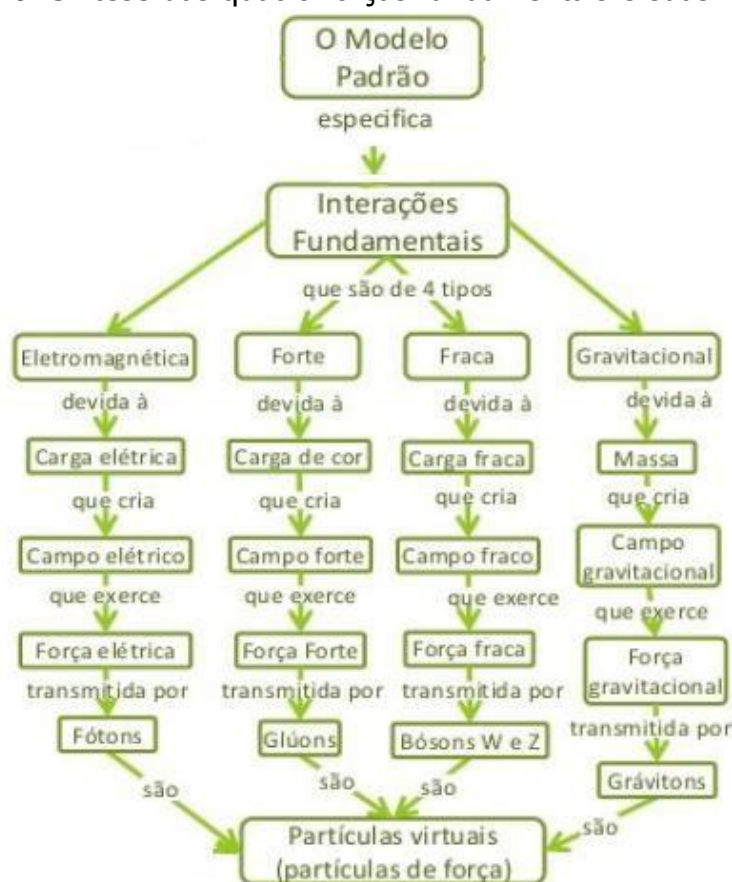 O Modelo
Padrão
especifica
Interações
Fundamentais
que são de 4 tipos
Eletromagnética
Forte
Fraca
Gravitacional
devida à
devida à
devida à
devida à
Carga elétrica
Carga de cor
Carga fraca
Massa
que cria
que cria
que cria
que cria
Campo elétrico
Campo forte
Campo fraco
Campo
gravitacional
que exerce
que exerce
que exerce
que exerce
Força elétrica
Força Forte
Força fraca
Força
gravitacional
transmitida por
transmitida por
transmitida por
transmitida por
Fótons
Glúons
Bósons W e Z
Grávitons
são
são
são
são
Partículas virtuais
(partículas de força)